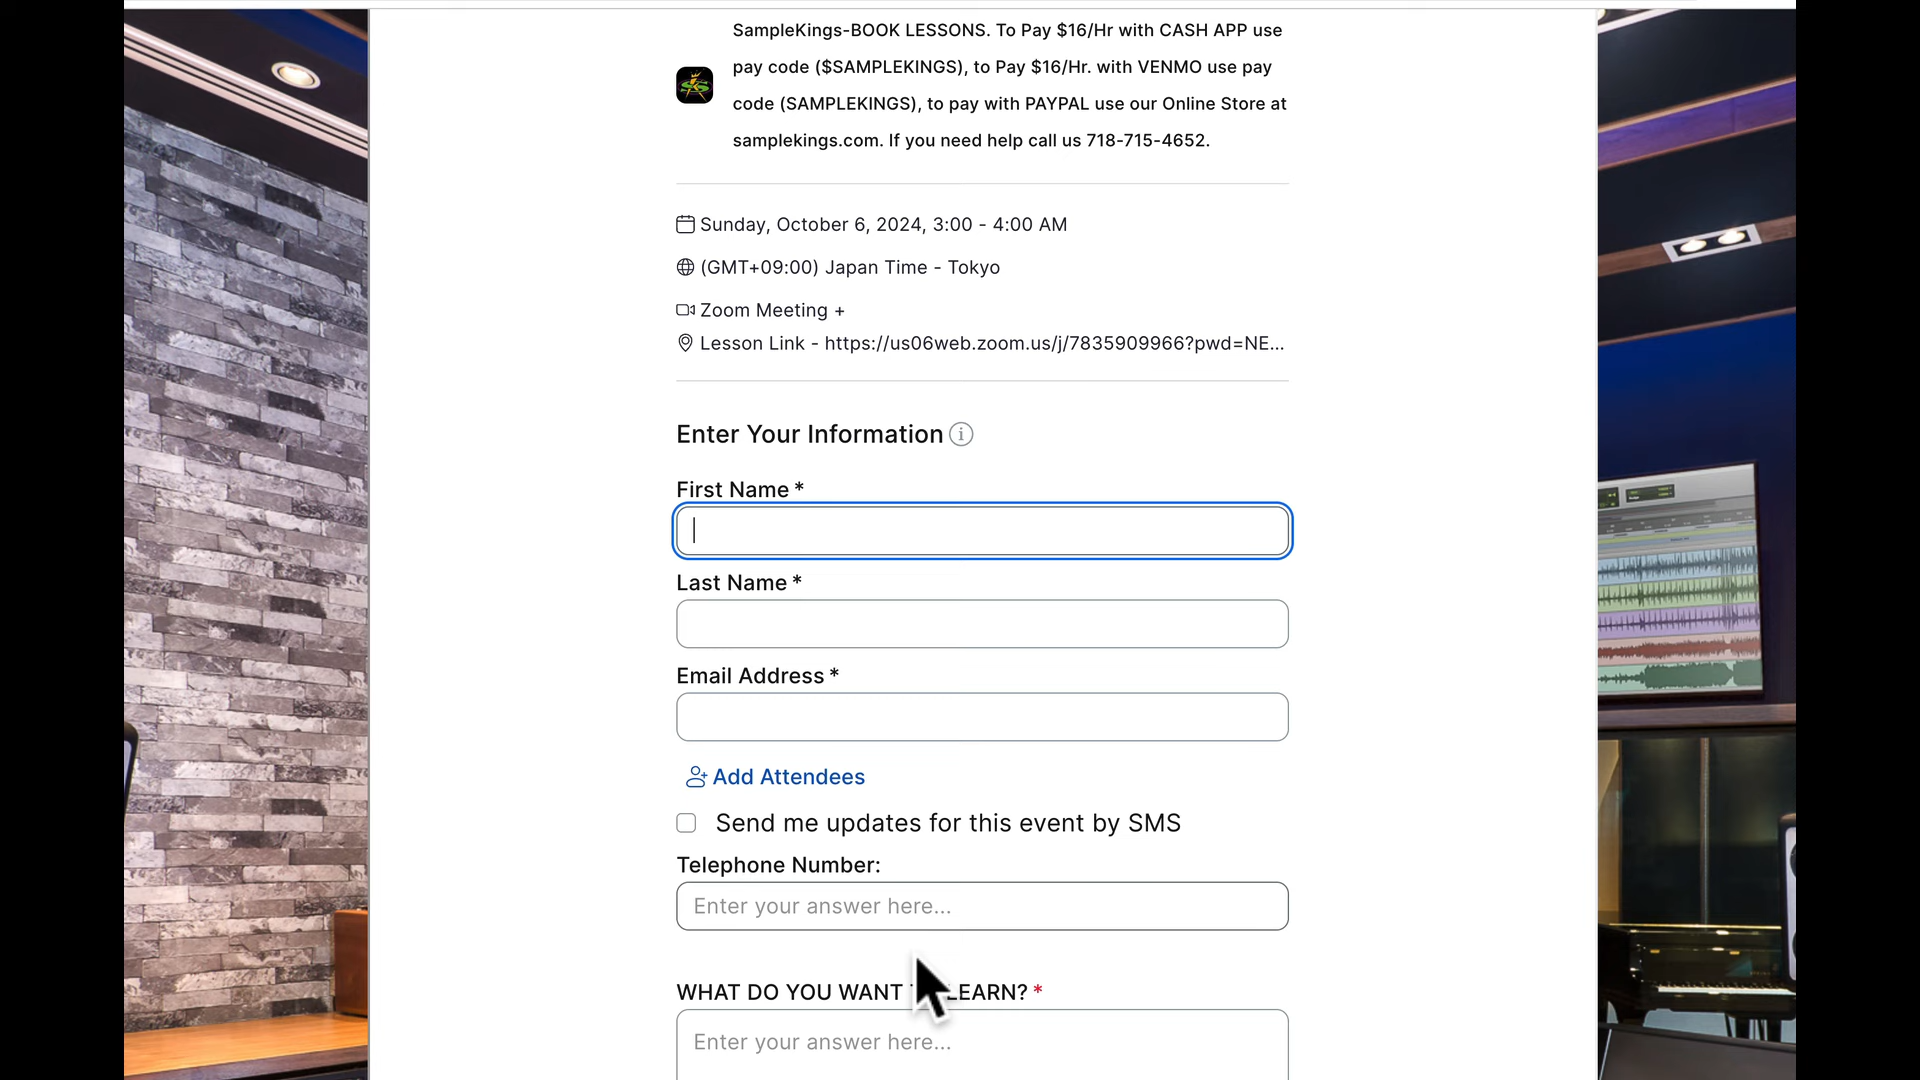 SampleKings-BOOK LESSONS. To Pay $16/Hr with CASH APP use
pay code ($SAMPLEKINGS), to Pay $16/Hr. with VENMO use pay
code (SAMPLEKINGS), to pay with PAYPAL use our Online Store at
samplekings.com. If you need help call us 718-715-4652.
Sunday, October 6, 2024, 3:00 - 4:00 AM
(GMT+09:00) Japan Time - Tokyo
Zoom Meeting +
Lesson Link - https://us06web.zoom.us/j/7835909966?pwd=NE...
Enter Your Information
First Name *
Last Name *
Email Address *
Add Attendees
Send me updates for this event by SMS
Telephone Number:
Enter your answer here...
WHAT DO YOU WANT LEARN? *
Enter your answer here...